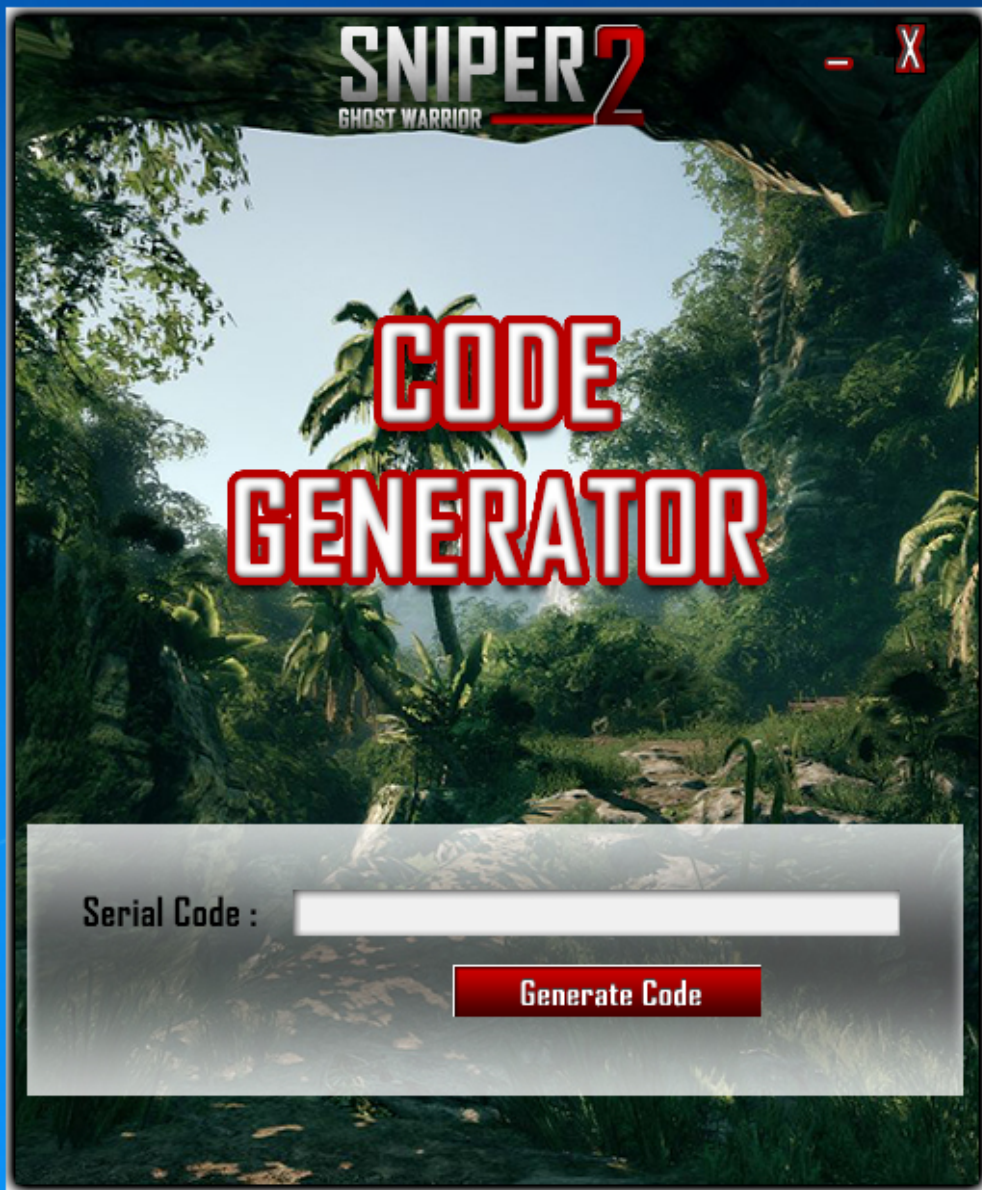 SNIPER 2
GHOST WARRIOR
X
CODE
GENERATOR
Serial Code :
Generate Code